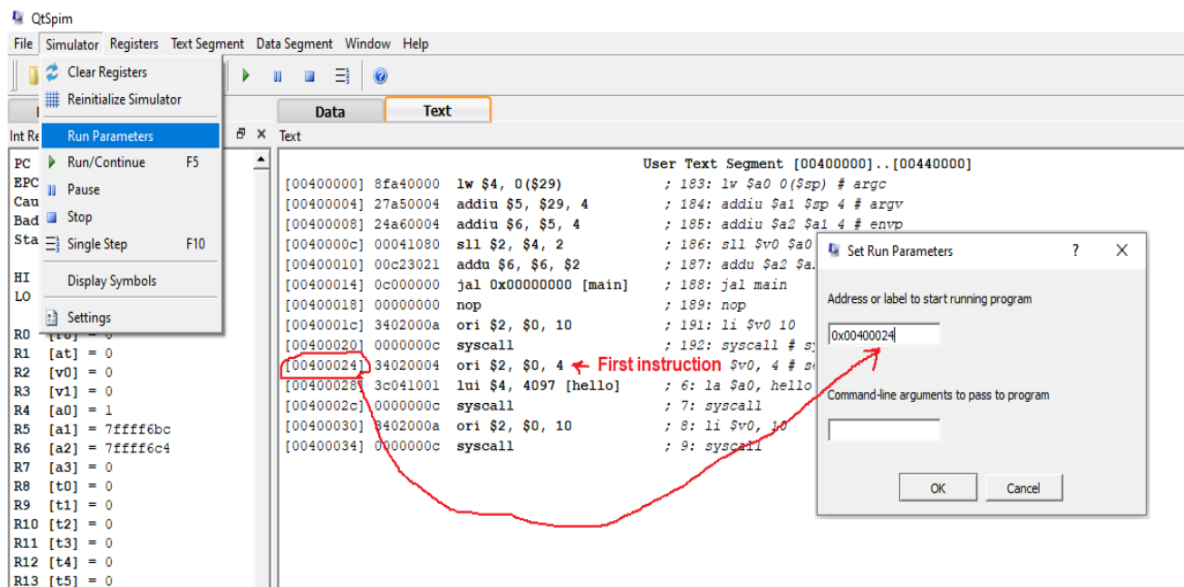 QtSpim
File Simulator Registers Text Segment Data Segment Window Help
Clear Registers
Reinitialize Simulator
Run Parameters
Run/Continue F5
Pause
Stop
Single Step F10
Display Symbols
Settings
Int Re
PC
EPC
Cau
Bad
Sta
HI
LO
R0 = 0
R1 [at] = 0
R2 [v0] = 0
R3 [v1] = 0
R4 [a0] = 1
R5 [a1] = 7ffff6bc
R6 [a2] = 7ffff6c4
R7 [a3] = 0
R8 [t0] = 0
R9 [t1] = 0
R10 [t2] = 0
R11 [t3] = 0
R12 [t4] = 0
R13 [t5] = 0
Data Text
Text
User Text Segment [00400000]..[00440000]
[00400000] 8fa40000 lw $4, 0($29) ; 183: lw $a0 0($sp) # argc
[00400004] 27a50004 addiu $5, $29, 4 ; 184: addiu $a1 $sp 4 # argv
[00400008] 24a60004 addiu $6, $5, 4 ; 185: addiu $a2 $a1 4 # envp
[0040000c] 00041080 sll $2, $4, 2 ; 186: sll $v0 $a0
[00400010] 00c23021 addu $6, $6, $2 ; 187: addu $a2 $a
[00400014] 0c000000 jal 0x00000000 [main] ; 188: jal main
[00400018] 00000000 nop ; 189: nop
[0040001c] 3402000a ori $2, $0, 10 ; 191: li $v0 10
[00400020] 0000000c syscall ; 192: syscall # s
[00400024] 34020004 ori $2, $0, 4 First instruction $v0, 4 # s
[00400028] 3c041001 lui $4, 4097 [hello] ; 6: la $a0, hello
[0040002c] 0000000c syscall ; 7: syscall
[00400030] 3402000a ori $2, $0, 10 ; 8: li $v0, 10
[00400034] 0000000c syscall ; 9: syscall
Set Run Parameters ? X
Address or label to start running program
0x00400024
Command-line arguments to pass to program
OK Cancel